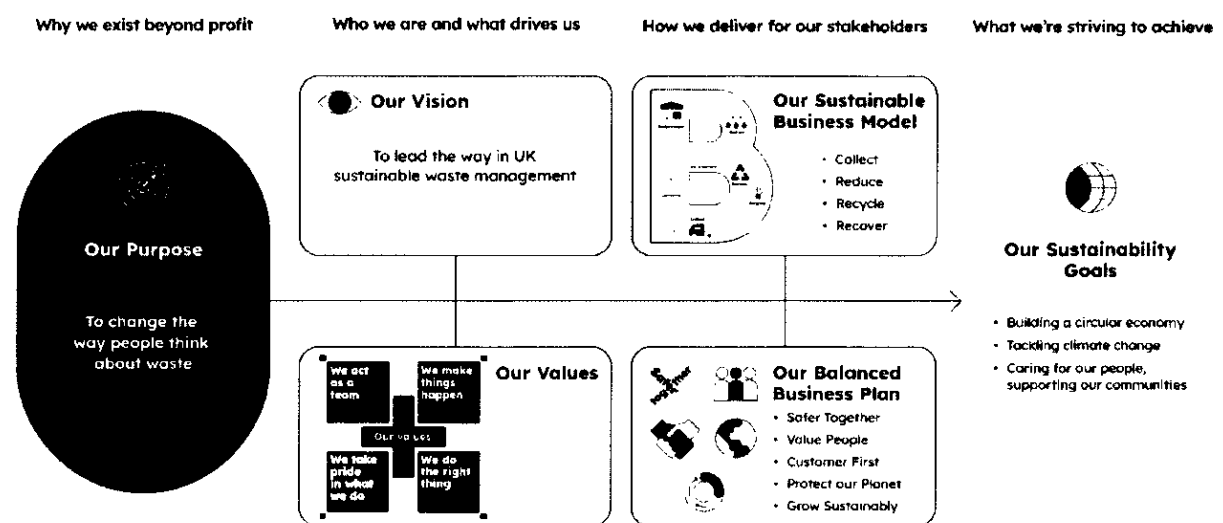 Why we exist beyond profit
Who we are and what drives us
How we deliver for our stakeholders
What we're striving to achieve
Our Purpose
To change the
way people think
about waste
Our Vision
To lead the way in UK
sustainable waste management
Our Values
We act
as a
team
We make
things
happen
Our values
We take
pride
in what
we do
We do
the right
thing
Our Sustainable
Business Model
• Collect
• Reduce
• Recycle
• Recover
Our Balanced
Business Plan
• Safer Together
• Value People
• Customer First
• Protect our Planet
• Grow Sustainably
Our Sustainability
Goals
• Building a circular economy
• Tackling climate change
• Caring for our people,
supporting our communities